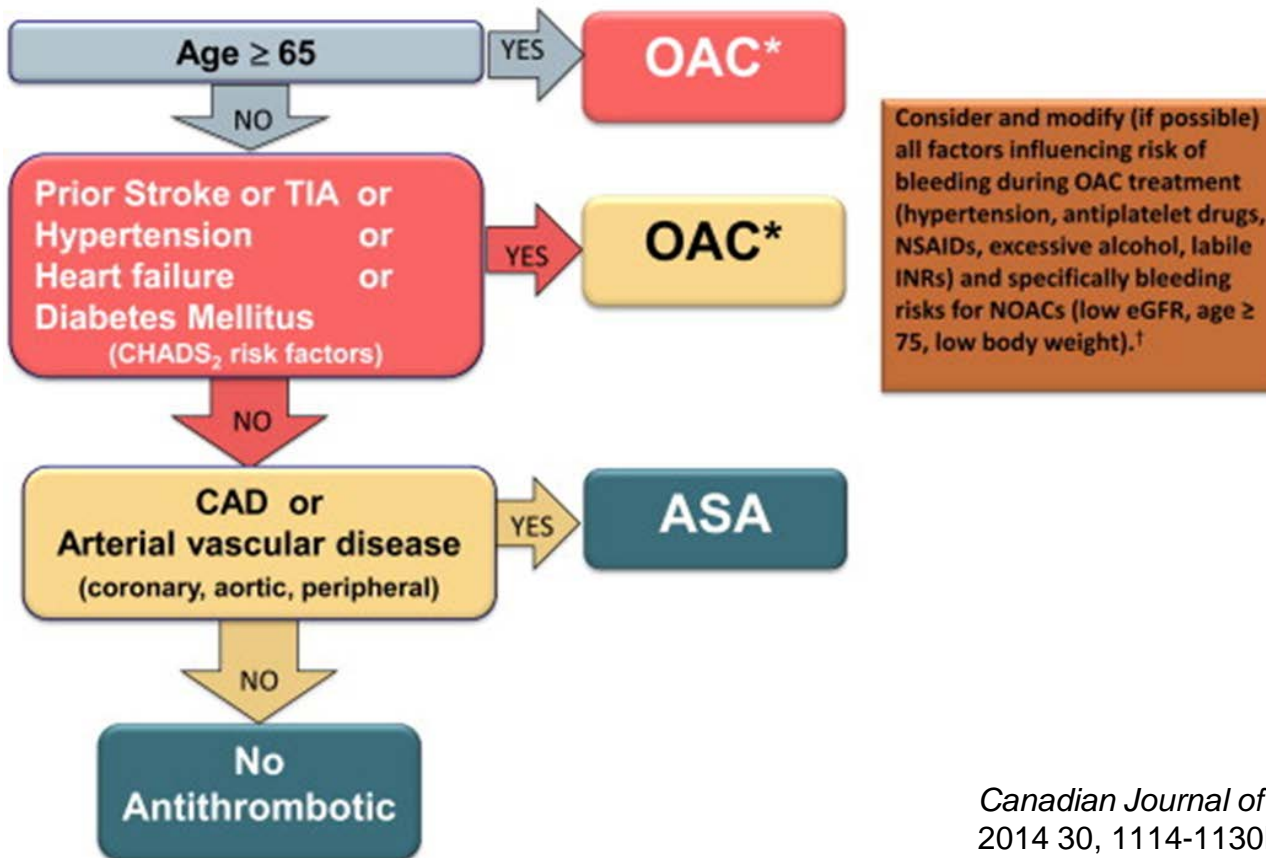 Age ≥ 65
YES
OAC*
NO
Prior Stroke or TIA or
Hypertension or
Heart failure or
Diabetes Mellitus
(CHADS₂ risk factors)
YES
OAC*
Consider and modify (if possible)
all factors influencing risk of
bleeding during OAC treatment
(hypertension, antiplatelet drugs,
NSAIDs, excessive alcohol, labile
INRs) and specifically bleeding
risks for NOACs (low eGFR, age ≥
75, low body weight).†
NO
CAD or
Arterial vascular disease
(coronary, aortic, peripheral)
YES
ASA
NO
No
Antithrombotic
Canadian Journal of
2014 30, 1114-1130